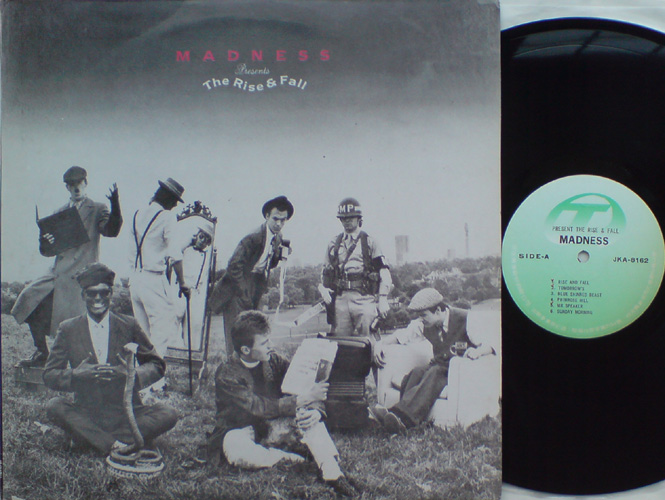 MADNESS
Presents
The Rise & Fall
MP
PRESENT THE RISE & FALL
MADNESS
SIDE-A
JKA-8162
1. RISE AND FALL
2. TOMORROW'S
3. BLUE SKINNED BEAST
4. PRIMROSE HILL
5. MR SPEAKER
6. SUNDAY MORNING